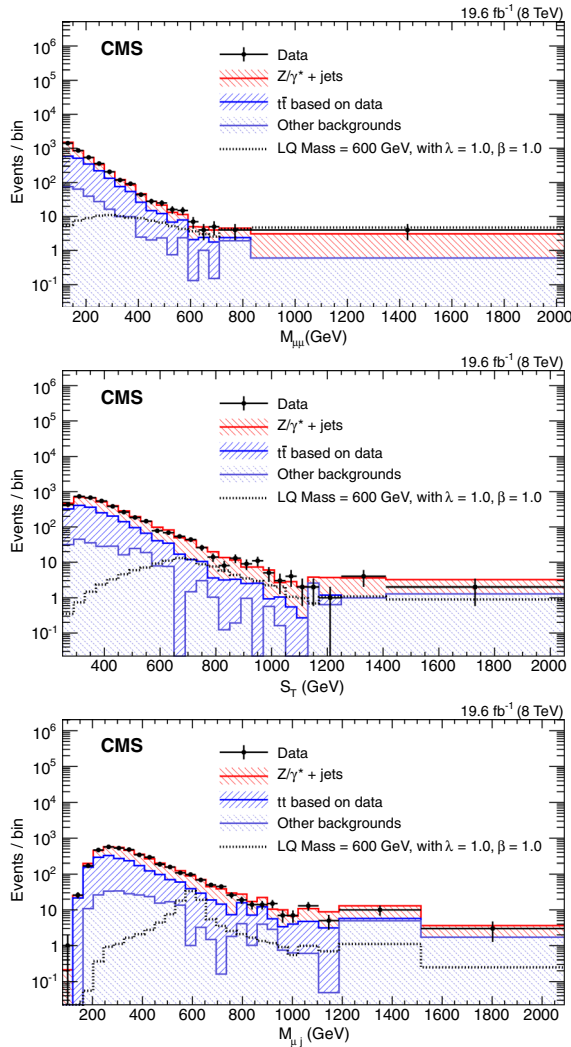 19.6 fb⁻¹ (8 TeV)
CMS
Data
Z/γ* + jets
tt̄ based on data
Other backgrounds
LQ Mass = 600 GeV, with λ = 1.0, β = 1.0
Events / bin
10⁶
10⁵
10⁴
10³
10²
10
1
10⁻¹
200 400 600 800 1000 1200 1400 1600 1800 2000
M_μμ(GeV)
19.6 fb⁻¹ (8 TeV)
CMS
Data
Z/γ* + jets
tt̄ based on data
Other backgrounds
LQ Mass = 600 GeV, with λ = 1.0, β = 1.0
Events / bin
10⁶
10⁵
10⁴
10³
10²
10
1
10⁻¹
400 600 800 1000 1200 1400 1600 1800 2000
S_T (GeV)
19.6 fb⁻¹ (8 TeV)
CMS
Data
Z/γ* + jets
tt based on data
Other backgrounds
LQ Mass = 600 GeV, with λ = 1.0, β = 1.0
Events / bin
10⁶
10⁵
10⁴
10³
10²
10
1
10⁻¹
200 400 600 800 1000 1200 1400 1600 1800 2000
M_μ j (GeV)